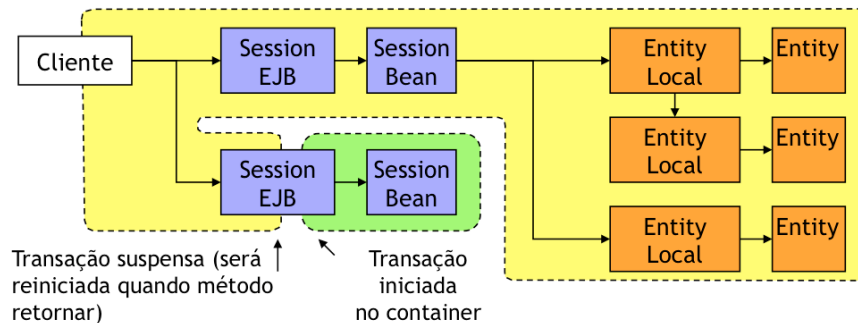 Cliente
Session
EJB
Session
Bean
Entity
Local
Entity
Entity
Local
Entity
Session
EJB
Session
Bean
Entity
Local
Entity
Transação suspensa (será
reiniciada quando método
retornar)
Transação
iniciada
no container